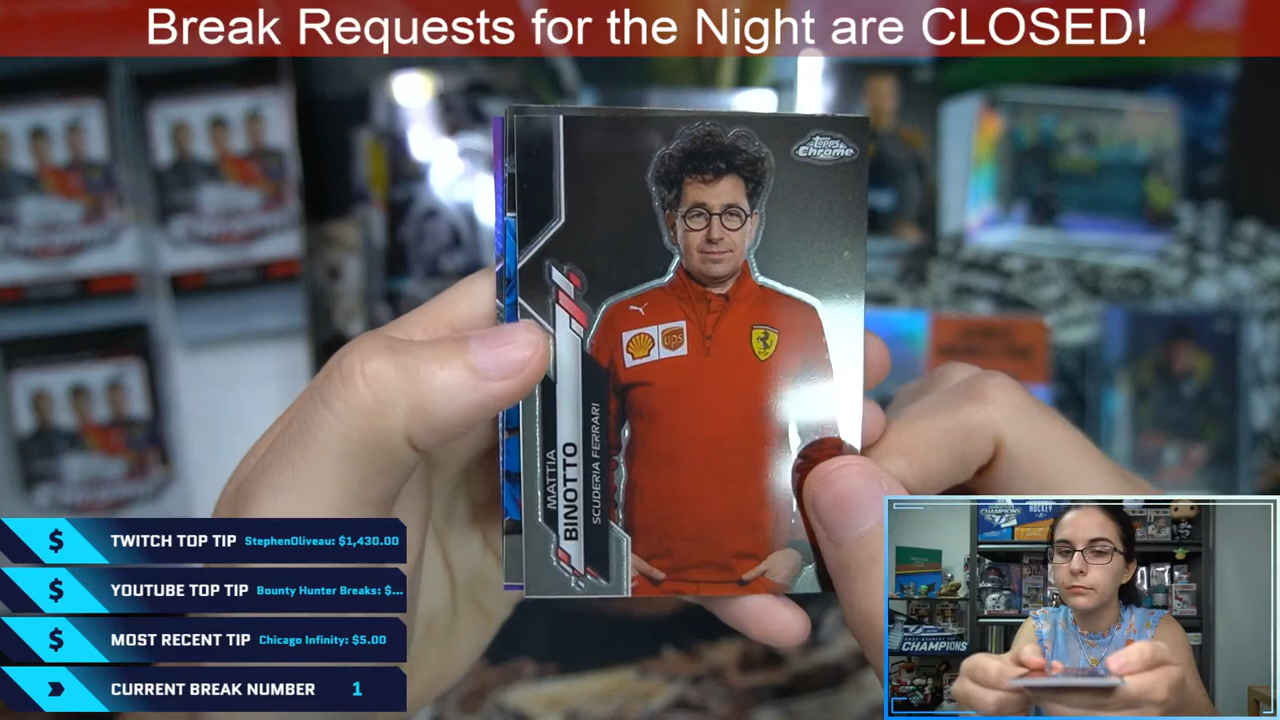 Break Requests for the Night are CLOSED!
Topps
Chrome
UPS
MATTIA
BINOTTO
SCUDERIA FERRARI
TWITCH TOP TIP StephenOliveau: $1,430.00
YOUTUBE TOP TIP Bounty Hunter Breaks: $...
MOST RECENT TIP Chicago Infinity: $5.00
CURRENT BREAK NUMBER 1
HOCKEY
CHAMPIONS
CHAMPIONS